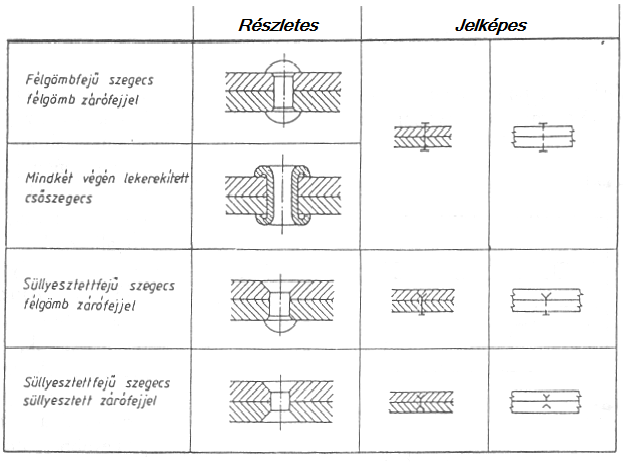 Részletes
Jelképes
Félgömbfejű szegecs
félgömb zárófejjel
Mindkét végén lekerekített
csőszegecs
Süllyesztettfejű szegecs
félgömb zárófejjel
Süllyesztettfejű szegecs
süllyesztett zárófejjel